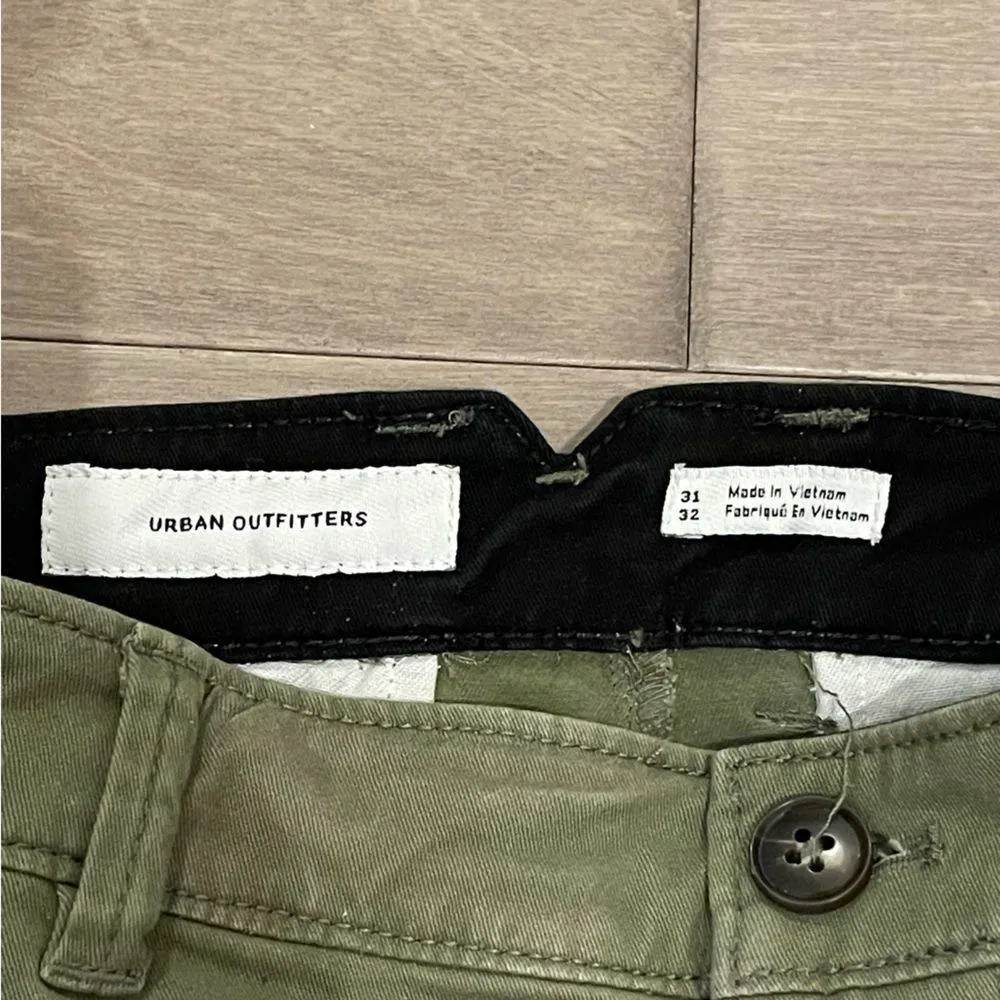 URBAN OUTFITTERS
31 Made In Vietnam
32 Fabriqué En Vietnam